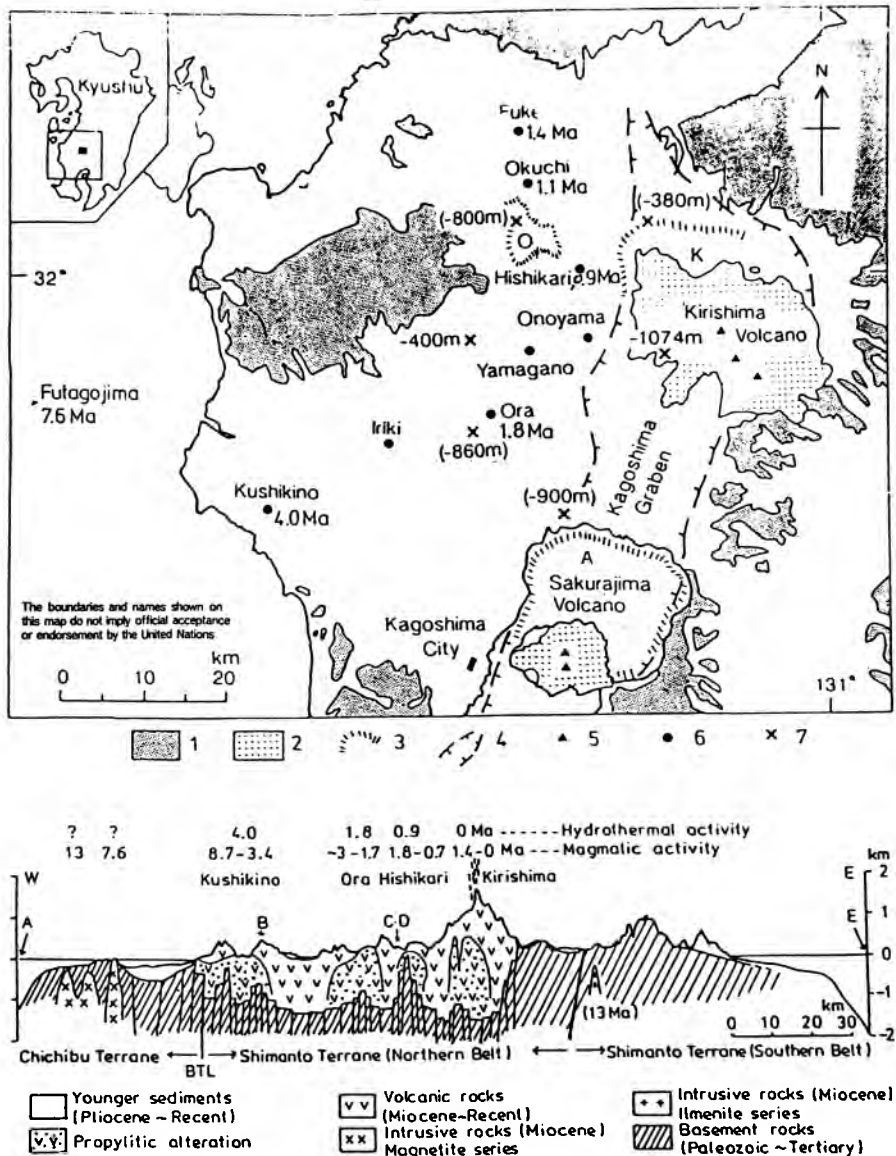 Kyushu
N
Fuke
1.4 Ma
Okuchi
1.1 Ma
(-800m)
(-380m)
O
K
32°
Hishikari
0.9Ma
Kirishima
Volcano
Onoyama
-400m
-1074m
Yamagano
Futagojima
7.6 Ma
Ora
1.8 Ma
Iriki
(-860m)
Kagoshima
Graben
(-900m)
Kushikino
4.0 Ma
A
Sakurajima
Volcano
The boundaries and names shown on
this map do not imply official acceptance
or endorsement by the United Nations
Kagoshima
City
km
0 10 20
131°
1 2 3 4 5 6 7
? ? 4.0 1.8 0.9 0 Ma ------Hydrothermal activity
13 7.6 8.7-3.4 ~3-1.7 1.8-0.7 1.4-0 Ma ---Magmalic activity
km
W Kushikino Ora Hishikari Kirishima E 2
A B C·D E
1
0
-1
(13 Ma)
km
0 10 20 30
-2
Chichibu Terrane Shimanto Terrane (Northern Belt) Shimanto Terrane (Southern Belt)
BTL
Younger sediments
(Pliocene ~ Recent)
Propylitic alteration
Volcanic rocks
(Miocene~Recent)
Intrusive rocks (Miocene)
Magnetite series
Intrusive rocks (Miocene)
Ilmenile series
Basement rocks
(Paleozoic ~ Tertiary)